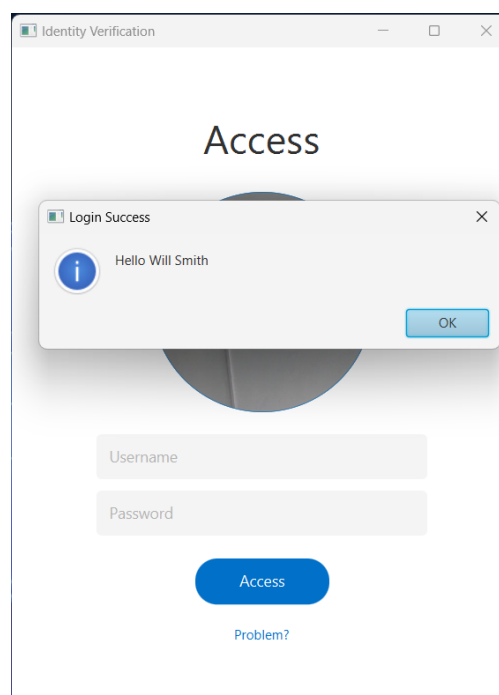 Identity Verification
Access
Login Success
Hello Will Smith
OK
Username
Password
Access
Problem?